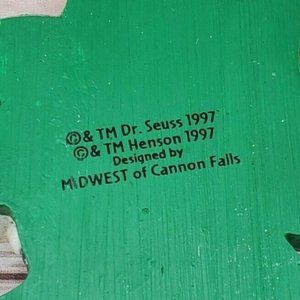 ©& TM Dr. Seuss 1997
©& TM Henson 1997
Designed by
MIDWEST of Cannon Falls